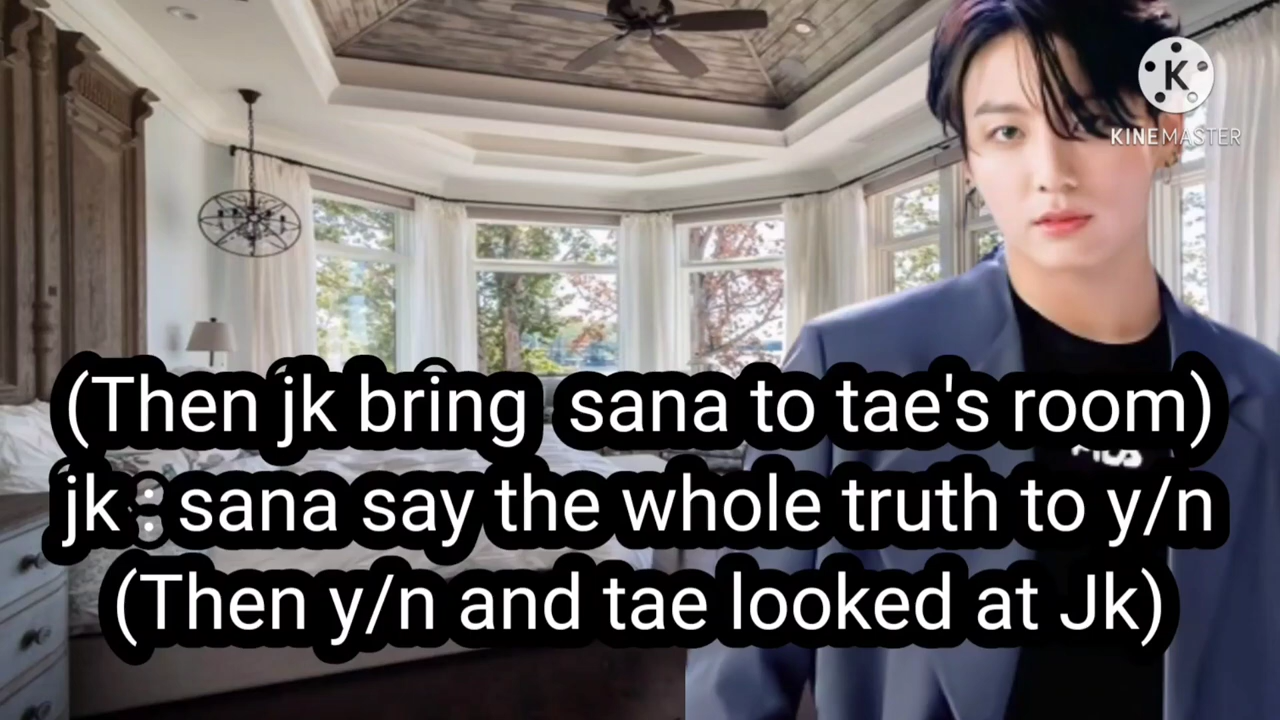 KINEMASTER
(Then jk bring sana to tae's room)
jk : sana say the whole truth to y/n
(Then y/n and tae looked at Jk)